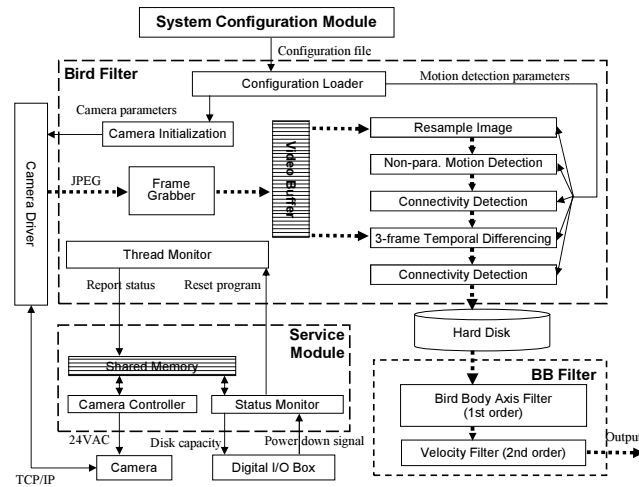 System Configuration Module
Configuration file
Bird Filter
Configuration Loader
Motion detection parameters
Camera parameters
Camera Initialization
Resample Image
Camera Driver
JPEG
Frame
Grabber
Video Buffer
Non-para. Motion Detection
Connectivity Detection
3-frame Temporal Differencing
Thread Monitor
Connectivity Detection
Report status
Reset program
Hard Disk
Service
Module
Shared Memory
BB Filter
Camera Controller
Status Monitor
Bird Body Axis Filter
(1st order)
24VAC
Disk capacity
Power down signal
Output
Velocity Filter (2nd order)
Camera
Digital I/O Box
TCP/IP